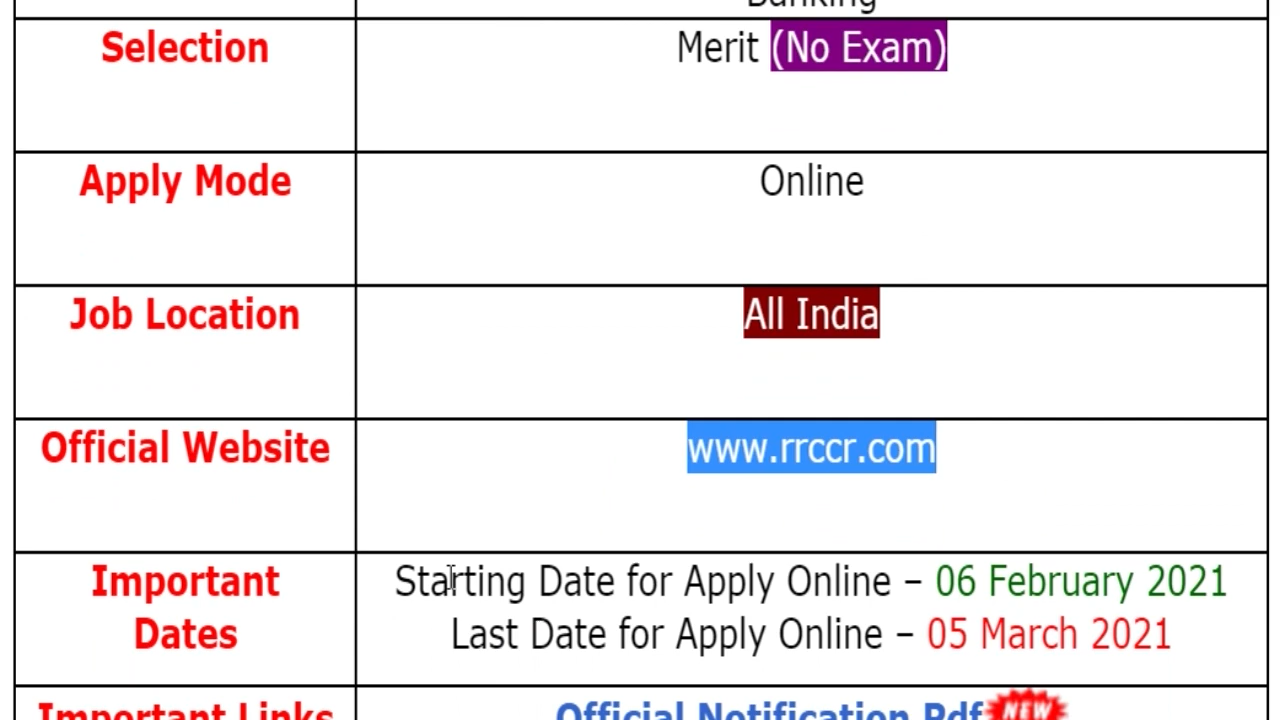 Banking
Selection
Merit (No Exam)
Apply Mode
Online
Job Location
All India
Official Website
www.rrccr.com
Important
Dates
Starting Date for Apply Online – 06 February 2021
Last Date for Apply Online – 05 March 2021
Important Links
Official Notification Pdf NEW